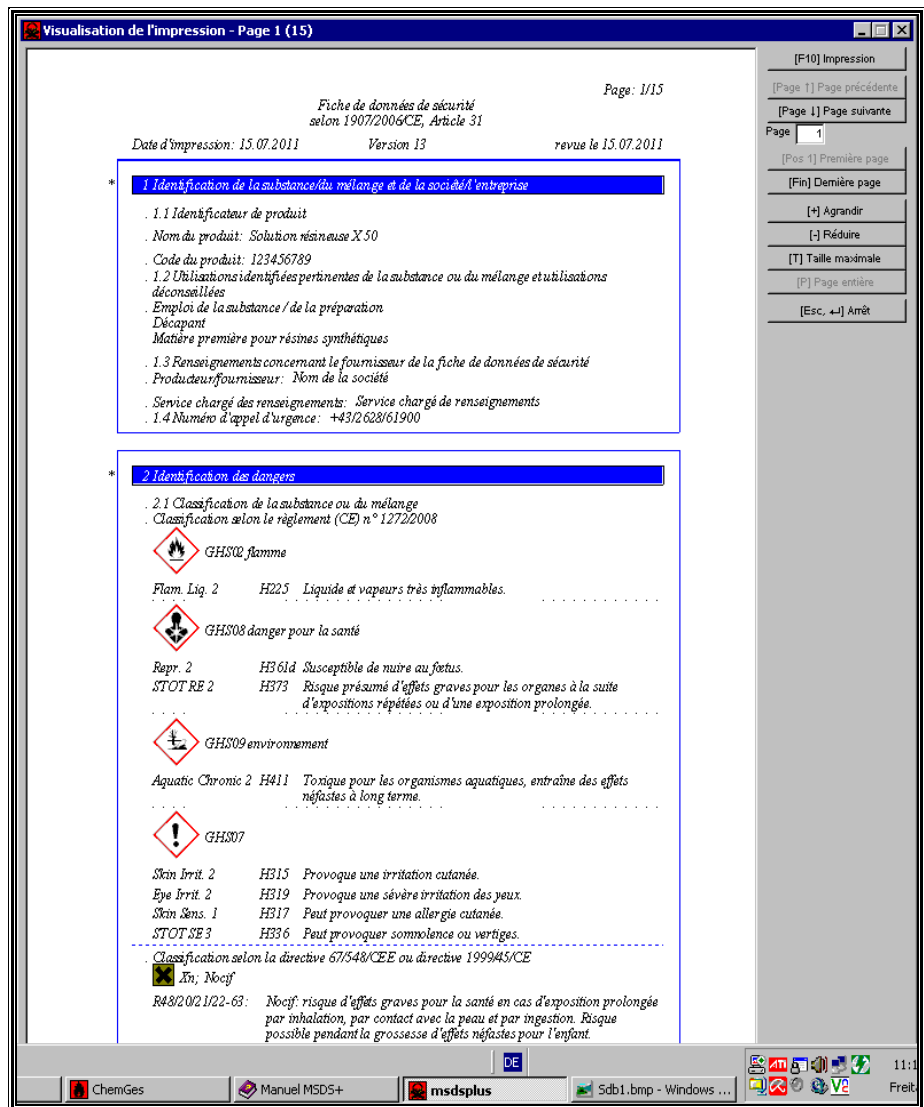 Visualisation de l'impression - Page 1 (15)
Page: 1/15
Fiche de données de sécurité
selon 1907/2006/CE, Article 31
Date d'impression: 15.07.2011 Version 13 revue le 15.07.2011
* 1 Identification de la substance/du mélange et de la société/l'entreprise
. 1.1 Identificateur de produit
. Nom du produit: Solution résineuse X 50
. Code du produit: 123456789
. 1.2 Utilisations identifiées pertinentes de la substance ou du mélange et utilisations
déconseillées
. Emploi de la substance / de la préparation
Décapant
Matière première pour résines synthétiques
. 1.3 Renseignements concernant le fournisseur de la fiche de données de sécurité
. Producteur/fournisseur: Nom de la société
. Service chargé des renseignements: Service chargé de renseignements
. 1.4 Numéro d'appel d'urgence: +43/2628/61900
* 2 Identification des dangers
. 2.1 Classification de la substance ou du mélange
. Classification selon le règlement (CE) n° 1272/2008
GHS02 flamme
Flam. Liq. 2 H225 Liquide et vapeurs très inflammables.
GHS08 danger pour la santé
Repr. 2 H361d Susceptible de nuire au fœtus.
STOT RE 2 H373 Risque présumé d'effets graves pour les organes à la suite
d'expositions répétées ou d'une exposition prolongée.
GHS09 environnement
Aquatic Chronic 2 H411 Toxique pour les organismes aquatiques, entraîne des effets
néfastes à long terme.
GHS07
Skin Irrit. 2 H315 Provoque une irritation cutanée.
Eye Irrit. 2 H319 Provoque une sévère irritation des yeux.
Skin Sens. 1 H317 Peut provoquer une allergie cutanée.
STOT SE 3 H336 Peut provoquer somnolence ou vertiges.
. Classification selon la directive 67/548/CEE ou directive 1999/45/CE
Xn; Nocif
R48/20/21/22-63: Nocif: risque d'effets graves pour la santé en cas d'exposition prolongée
par inhalation, par contact avec la peau et par ingestion. Risque
possible pendant la grossesse d'effets néfastes pour l'enfant.
[F10] Impression
[Page ↑] Page précédente
[Page ↓] Page suivante
Page 1
[Pos 1] Première page
[Fin] Dernière page
[+] Agrandir
[-] Réduire
[T] Taille maximale
[P] Page entière
[Esc, ↵] Arrêt
DE
ChemGes
Manuel MSDS+
msdsplus
Sdb1.bmp - Windows ...
ATI
V2
11:1
Freit